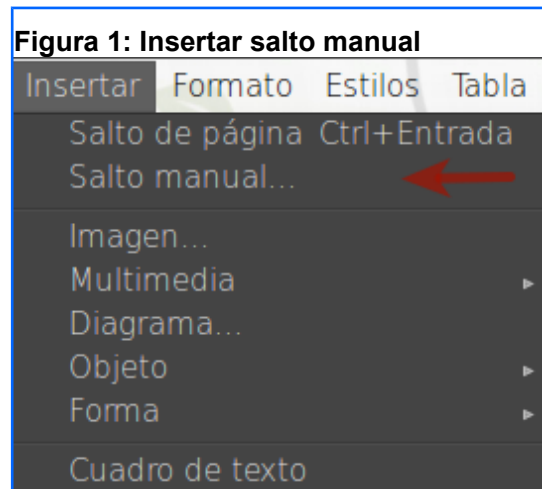 Figura 1: Insertar salto manual
Insertar Formato Estilos Tabla
Salto de página Ctrl+Entrada
Salto manual...
Imagen...
Multimedia
Diagrama...
Objeto
Forma
Cuadro de texto